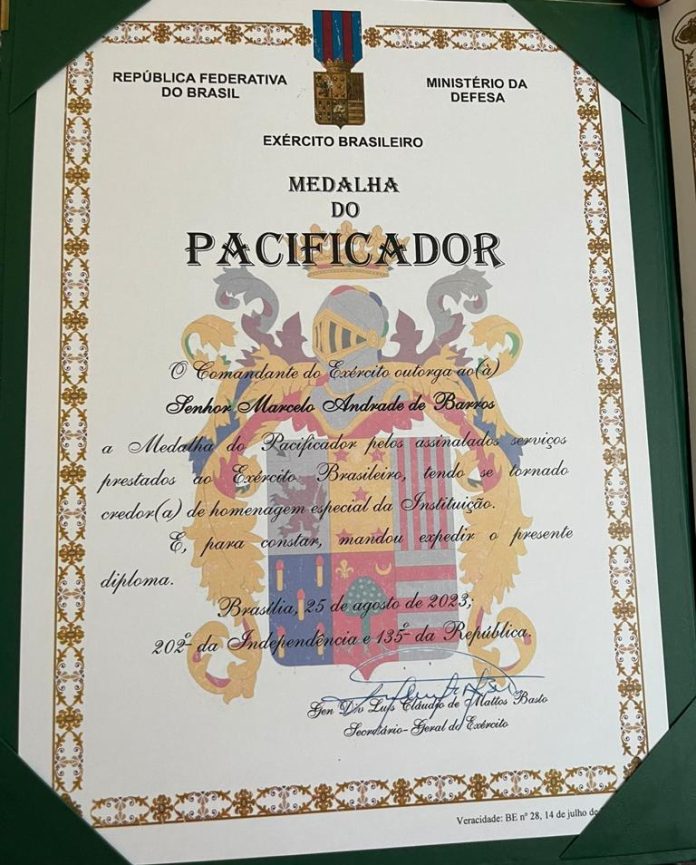 REPÚBLICA FEDERATIVA
DO BRASIL
MINISTÉRIO DA
DEFESA
EXÉRCITO BRASILEIRO
MEDALHA
DO
PACIFICADOR
O Comandante do Exército outorga ao(à)
Senhor Marcelo Andrade de Barros
a Medalha do Pacificador pelos assinalados serviços
prestados ao Exército Brasileiro, tendo se tornado
credor(a) de homenagem especial da Instituição.
E, para constar, mandou expedir o presente
diploma.
Brasília, 25 de agosto de 2023;
202º da Independência e 135º da República.
Gen Div Luís Cláudio de Mattos Basto
Secretário-Geral do Exército
Veracidade: BE nº 28, 14 de julho de